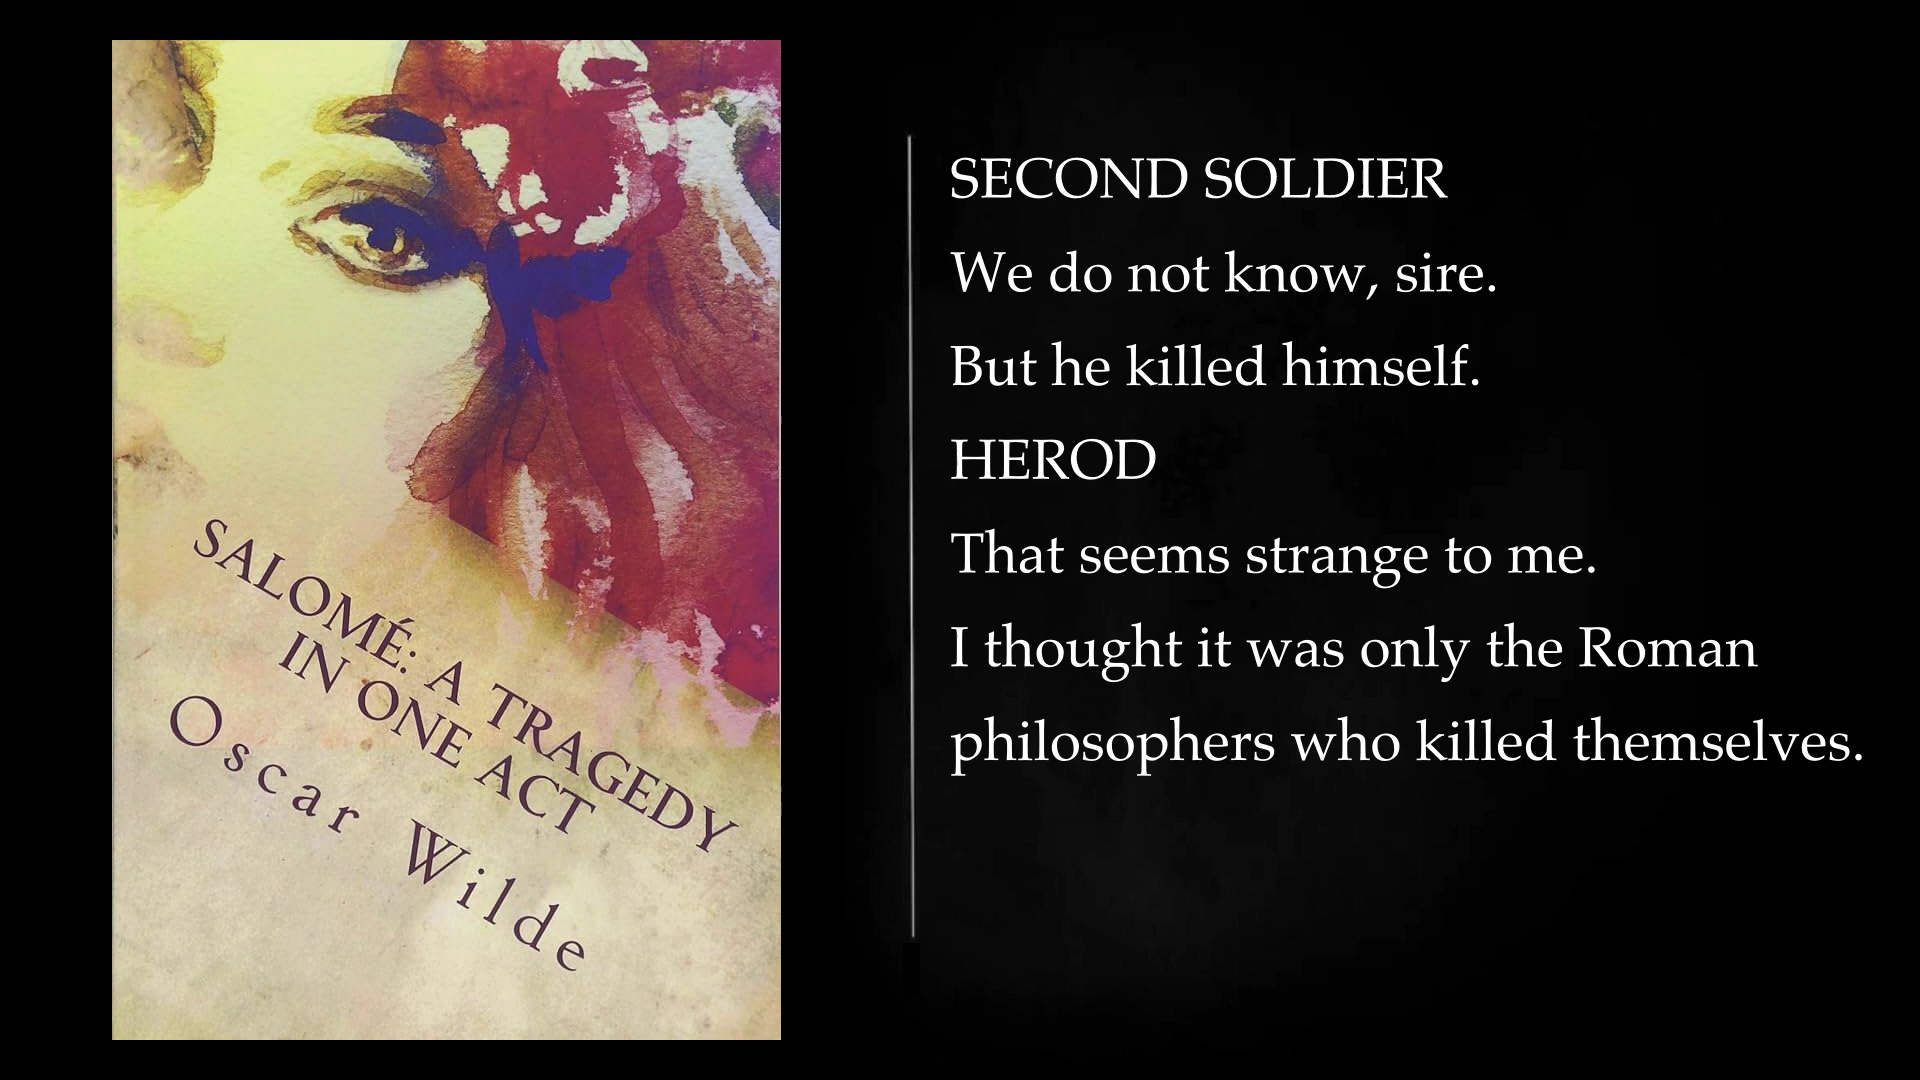 SALOMÉ: A TRAGEDY
IN ONE ACT
Oscar Wilde
SECOND SOLDIER
We do not know, sire.
But he killed himself.
HEROD
That seems strange to me.
I thought it was only the Roman
philosophers who killed themselves.